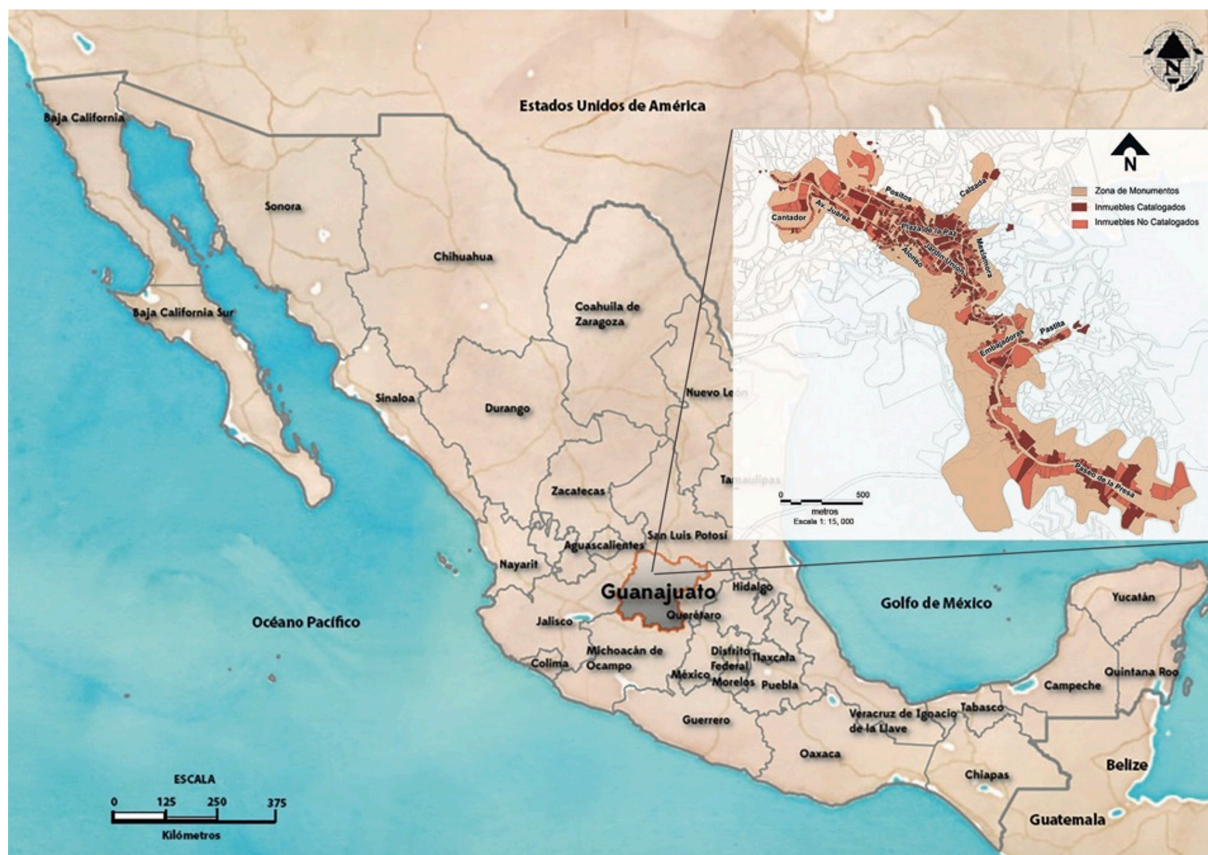 N
Estados Unidos de América
Baja California
Sonora
Chihuahua
Coahuila de
Zaragoza
Baja California Sur
Sinaloa
Durango
Nuevo León
Tamaulipas
Zacatecas
San Luis Potosí
Aguascalientes
Nayarit
Guanajuato
Hidalgo
Querétaro
Jalisco
Michoacán de
Ocampo
Colima
México
Distrito
Federal
Tlaxcala
Morelos
Puebla
Guerrero
Oaxaca
Veracruz de Ignacio
de la Llave
Tabasco
Chiapas
Campeche
Yucatán
Quintana Roo
Belize
Guatemala
Golfo de México
Océano Pacífico
ESCALA
0 125 250 375
Kilómetros
N
Zona de Monumentos
Inmuebles Catalogados
Inmuebles No Catalogados
Cantador
Av. Juárez
Positos
Calzada
Plaza de la Paz
Jardín Unión
Alonso
Embajadoras
Pastita
Paseo de la Presa
0 500
metros
Escala 1: 15, 000